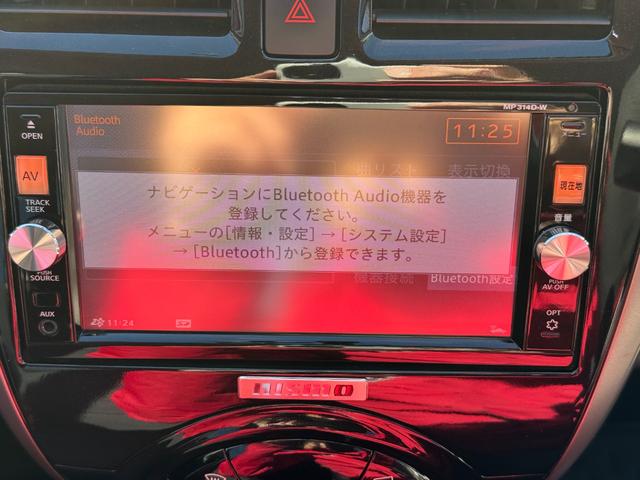 MP314D-W
OPEN
AV
TRACK
SEEK
PUSH
SOURCE
AUX
Bluetooth
Audio
11:25
曲リスト
表示切換
ナビゲーションにBluetooth Audio機器を
登録してください。
メニューの[情報・設定]→[システム設定]
→[Bluetooth]から登録できます。
機器接続
Bluetooth設定
11:24
現在地
音量
PUSH
AV OFF
OPT